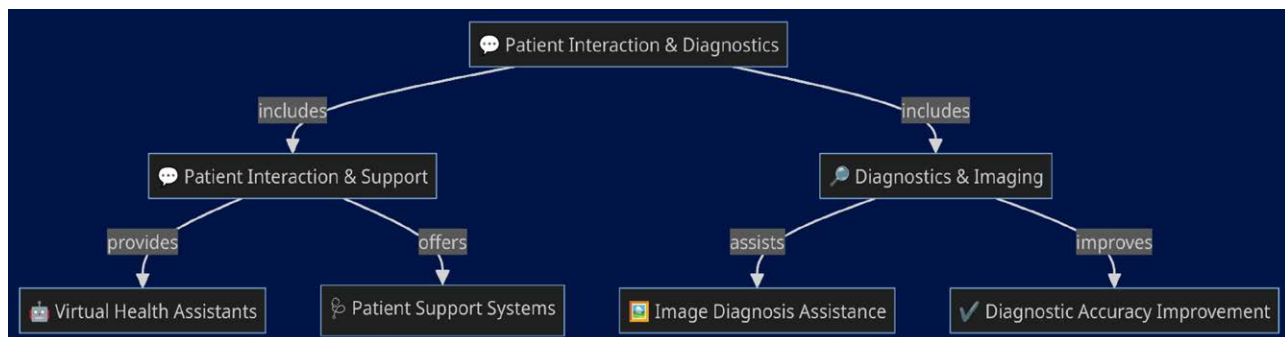 💬 Patient Interaction & Diagnostics
includes
includes
💬 Patient Interaction & Support
🔎 Diagnostics & Imaging
provides
offers
assists
improves
🤖 Virtual Health Assistants
🩺 Patient Support Systems
🖼️ Image Diagnosis Assistance
✔️ Diagnostic Accuracy Improvement